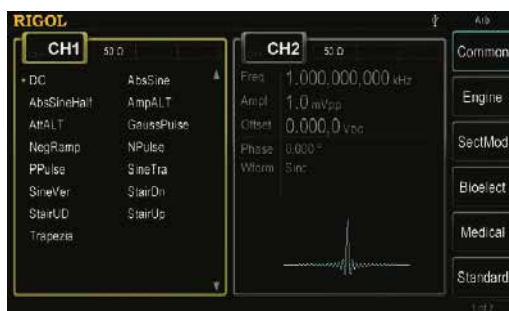 RIGOL
Arb
CH1 50 Ω
DC AbsSine
AbsSineHalf AmpALT
AttALT GaussPulse
NegRamp NPulse
PPulse SineTra
SineVer StairDn
StairUD StairUp
Trapezia
CH2 50 Ω
Freq 1.000,000,000 kHz
Ampl 1.0 mVpp
Offset 0.000,0 VDC
Phase 0.000 °
Wform Sinc
Common
Engine
SectMod
Bioelect
Medical
Standard
1 of 2